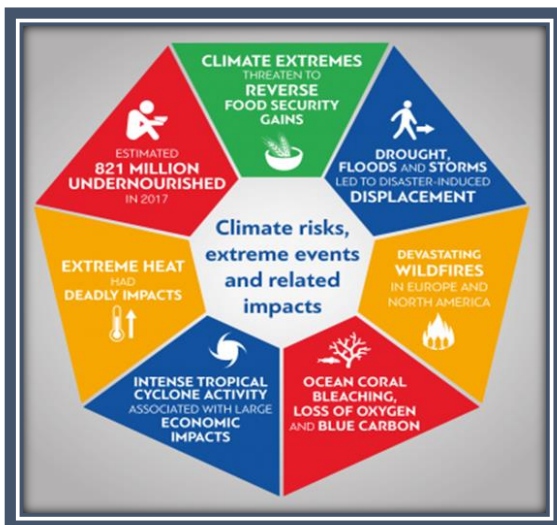 CLIMATE EXTREMES
THREATEN TO
REVERSE
FOOD SECURITY
GAINS
DROUGHT,
FLOODS AND STORMS
LED TO DISASTER-INDUCED
DISPLACEMENT
DEVASTATING
WILDFIRES
IN EUROPE AND
NORTH AMERICA
OCEAN CORAL
BLEACHING,
LOSS OF OXYGEN
AND BLUE CARBON
INTENSE TROPICAL
CYCLONE ACTIVITY
ASSOCIATED WITH LARGE
ECONOMIC
IMPACTS
EXTREME HEAT
HAD
DEADLY IMPACTS
ESTIMATED
821 MILLION
UNDERNOURISHED
IN 2017
Climate risks,
extreme events
and related
impacts